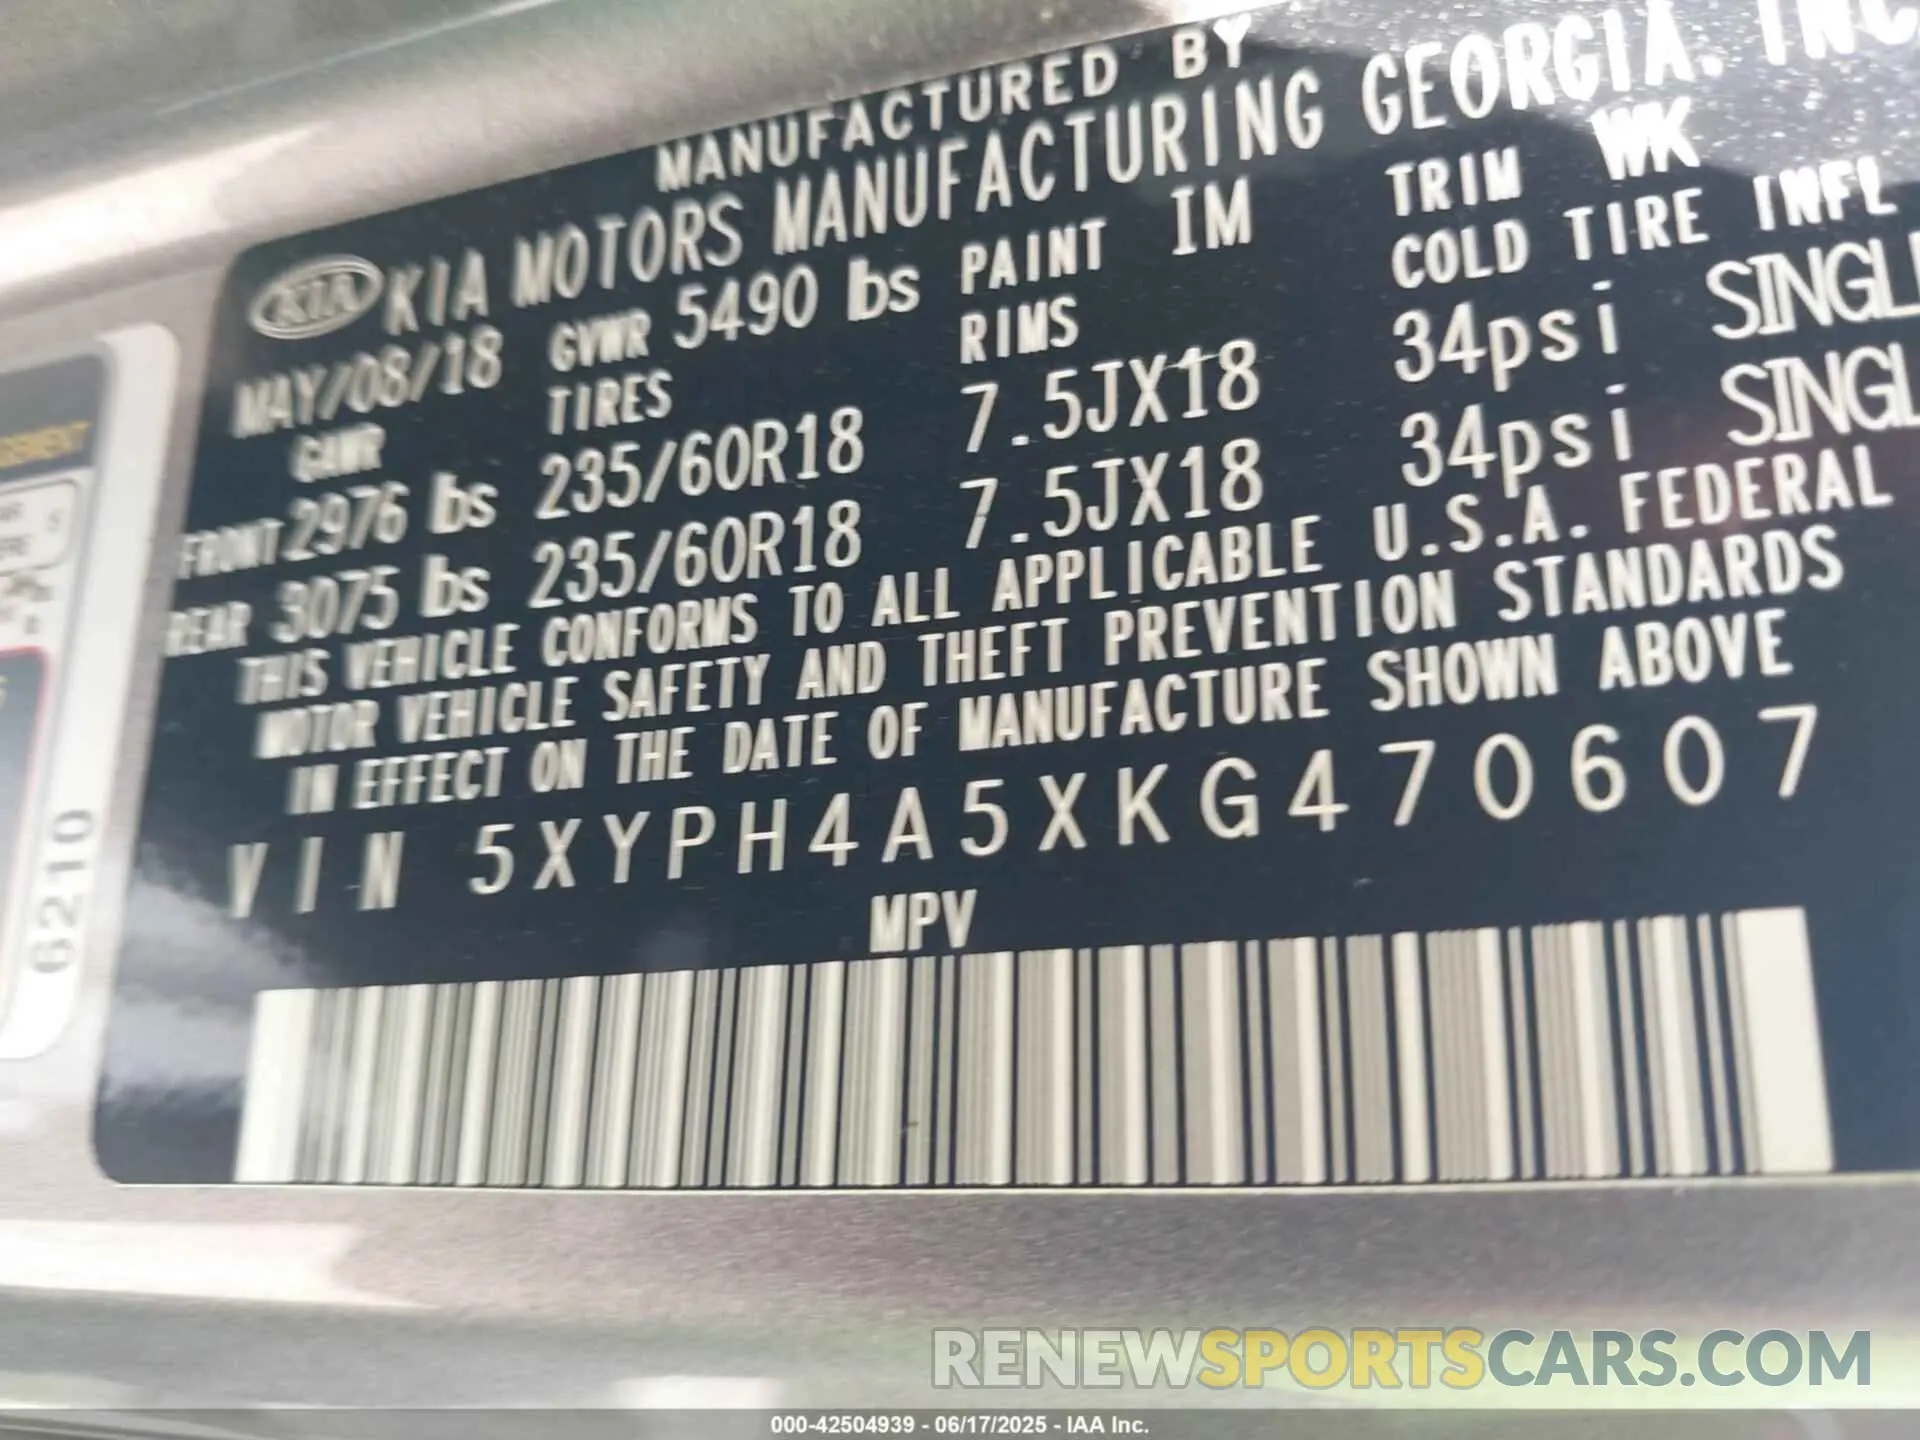 MANUFACTURED BY
KIA KIA MOTORS MANUFACTURING GEORGIA. INC.
MAY/08/18 GVWR 5490 lbs PAINT IM TRIM WK
GAWR TIRES RIMS COLD TIRE INFL
FRONT 2976 lbs 235/60R18 7.5JX18 34psi SINGLE
REAR 3075 lbs 235/60R18 7.5JX18 34psi SINGL
THIS VEHICLE CONFORMS TO ALL APPLICABLE U.S.A. FEDERAL
MOTOR VEHICLE SAFETY AND THEFT PREVENTION STANDARDS
IN EFFECT ON THE DATE OF MANUFACTURE SHOWN ABOVE
VIN 5XYPH4A5XKG470607
MPV
6210
RENEWSPORTSCARS.COM
000-42504939 - 06/17/2025 - IAA Inc.